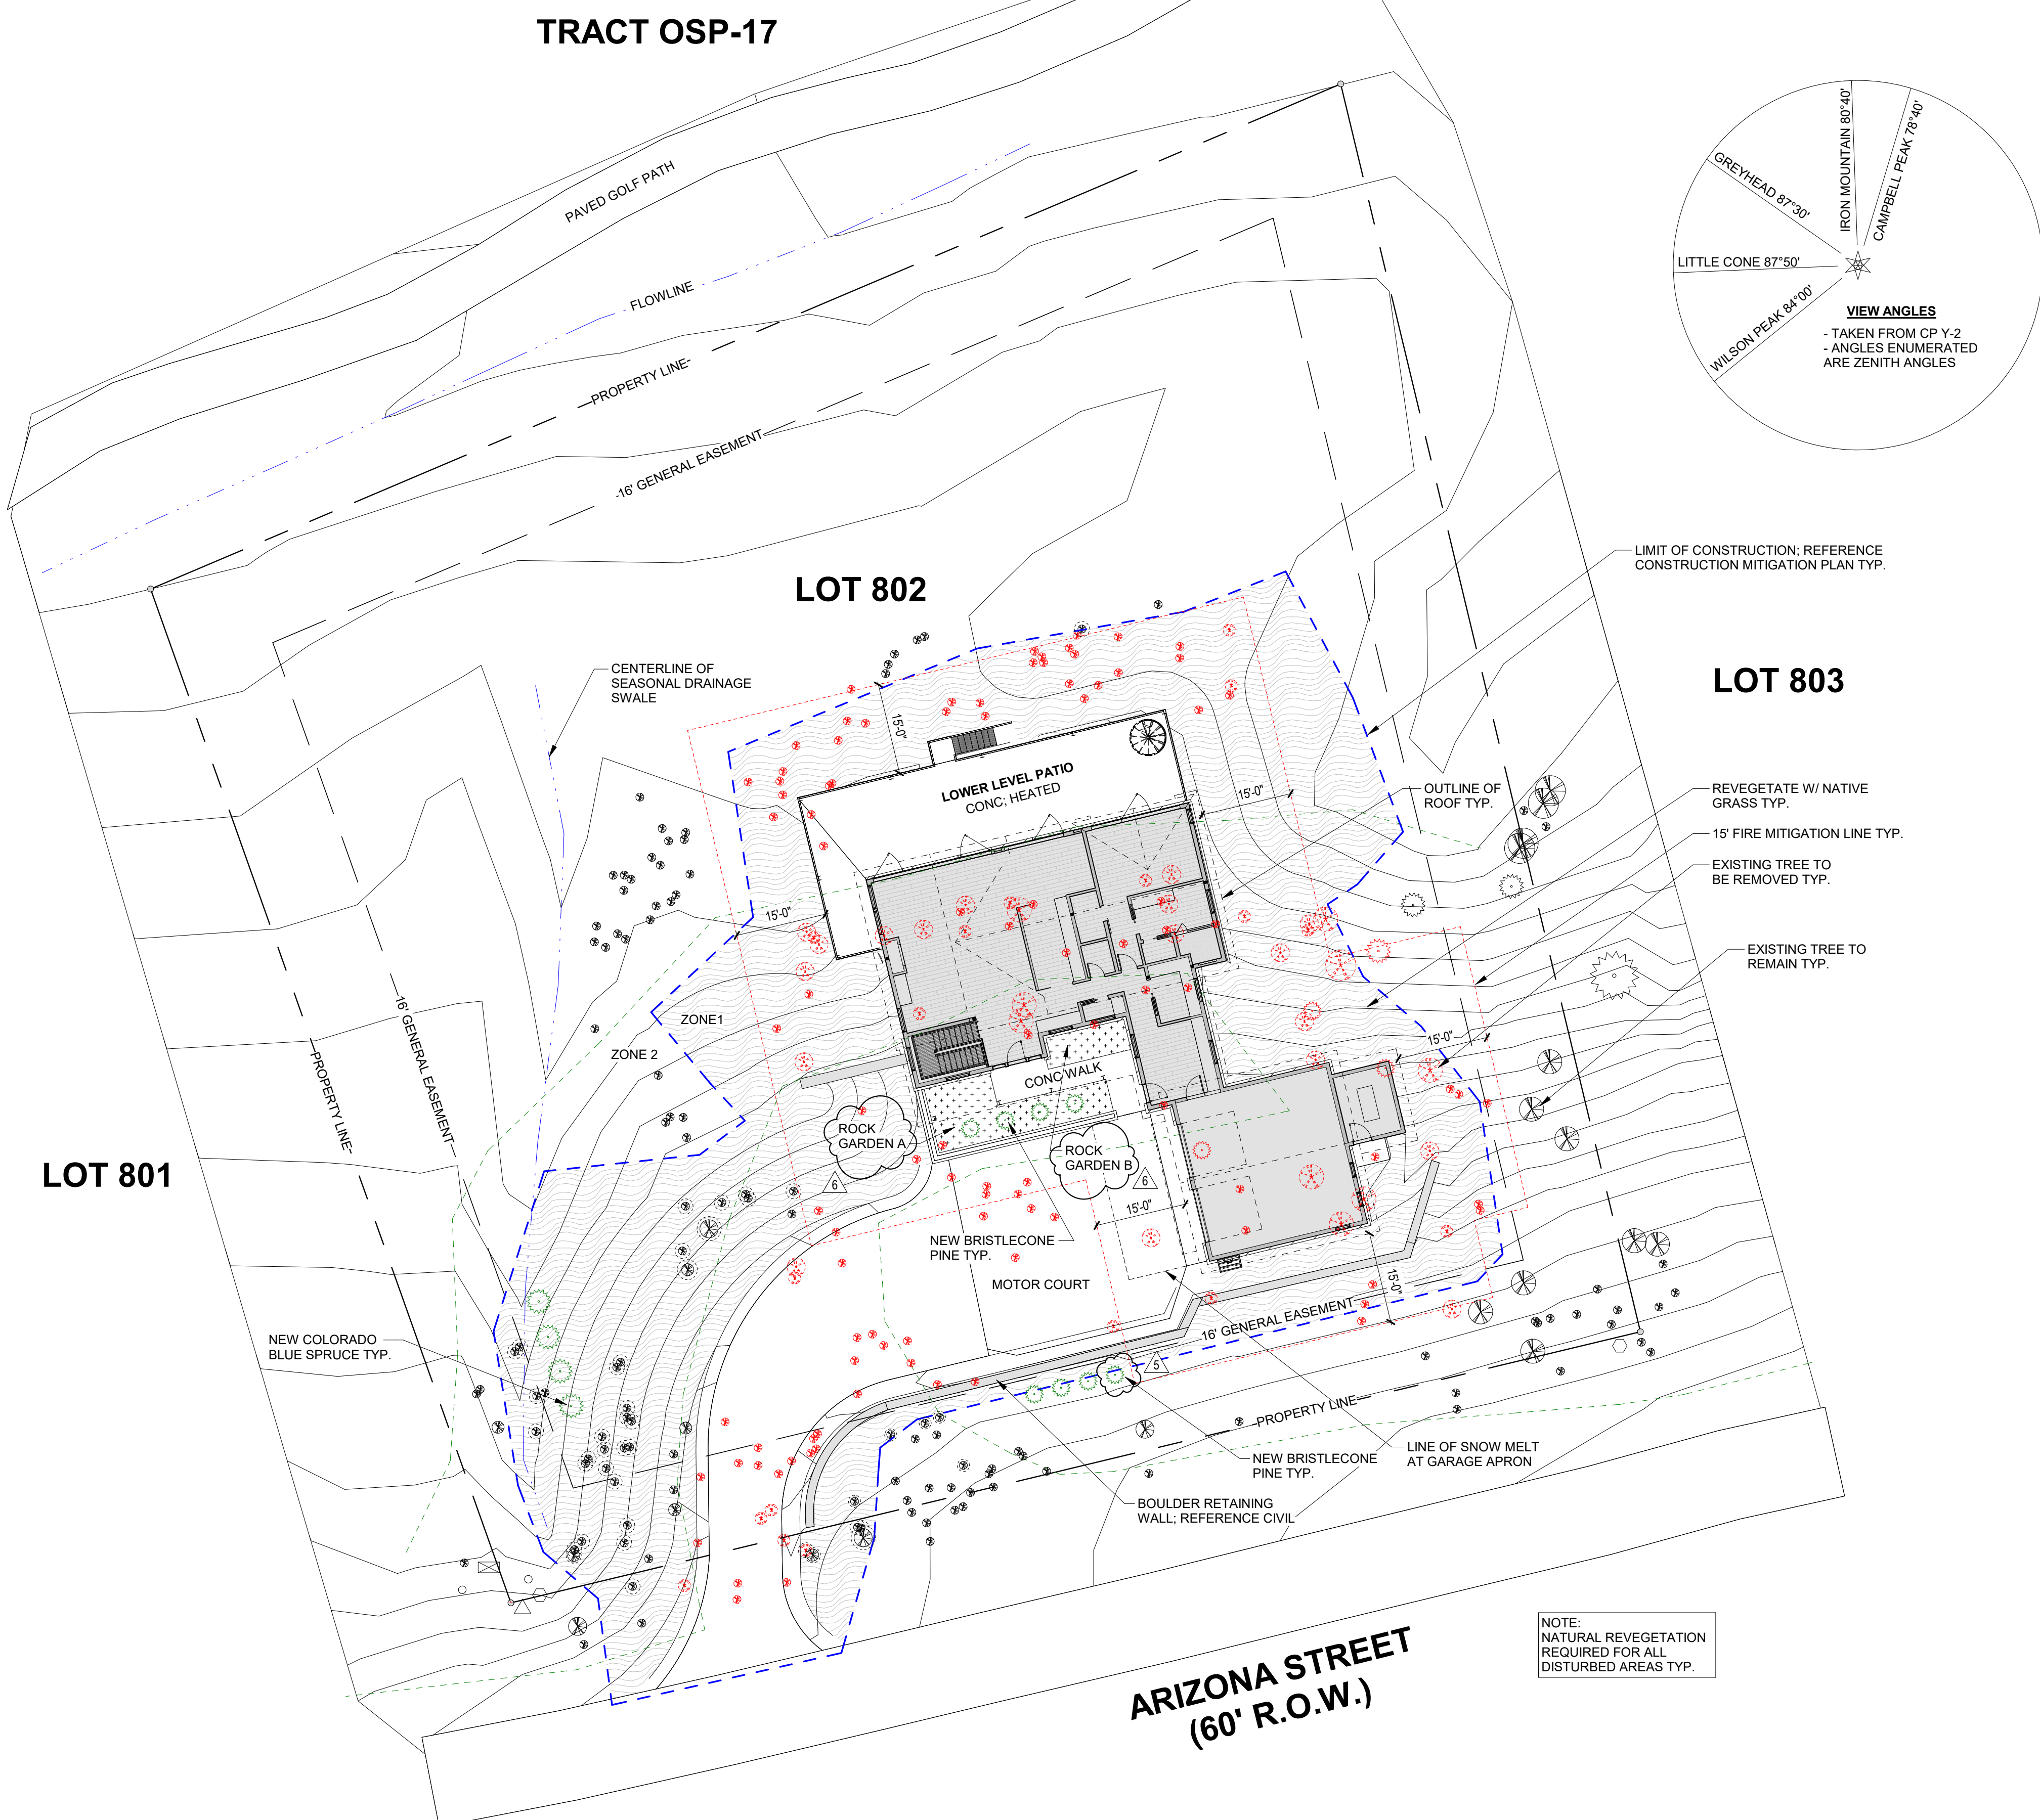 TRACT OSP-17
PAVED GOLF PATH
FLOWLINE
PROPERTY LINE
16' GENERAL EASEMENT
IRON MOUNTAIN 80°40'
CAMPBELL PEAK 78°40'
GREYHEAD 87°30'
LITTLE CONE 87°50'
WILSON PEAK 84°00'
VIEW ANGLES
- TAKEN FROM CP Y-2
- ANGLES ENUMERATED
ARE ZENITH ANGLES
LOT 802
LIMIT OF CONSTRUCTION; REFERENCE
CONSTRUCTION MITIGATION PLAN TYP.
CENTERLINE OF
SEASONAL DRAINAGE
SWALE
LOT 803
15'-0"
LOWER LEVEL PATIO
CONC; HEATED
15'-0"
OUTLINE OF
ROOF TYP.
REVEGETATE W/ NATIVE
GRASS TYP.
15' FIRE MITIGATION LINE TYP.
EXISTING TREE TO
BE REMOVED TYP.
15'-0"
EXISTING TREE TO
REMAIN TYP.
ZONE1
ZONE 2
16' GENERAL EASEMENT
PROPERTY LINE
15'-0"
CONC WALK
ROCK
GARDEN A
6
ROCK
GARDEN B
6
LOT 801
15'-0"
NEW BRISTLECONE
PINE TYP.
MOTOR COURT
15'-0"
16' GENERAL EASEMENT
NEW COLORADO
BLUE SPRUCE TYP.
5
PROPERTY LINE
LINE OF SNOW MELT
AT GARAGE APRON
NEW BRISTLECONE
PINE TYP.
BOULDER RETAINING
WALL; REFERENCE CIVIL
ARIZONA STREET
(60' R.O.W.)
NOTE:
NATURAL REVEGETATION
REQUIRED FOR ALL
DISTURBED AREAS TYP.